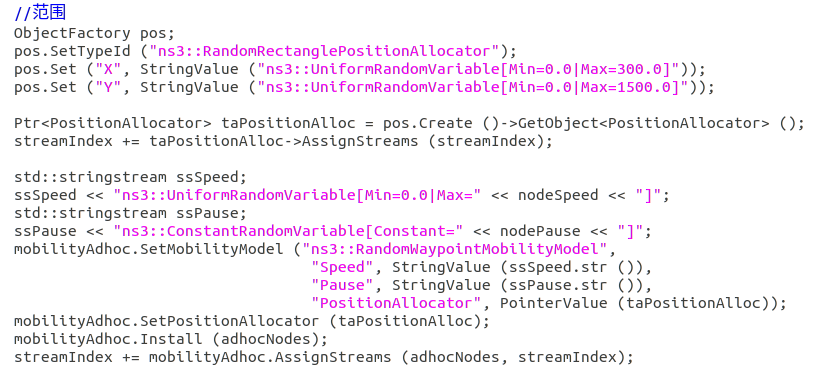 //范围
ObjectFactory pos;
pos.SetTypeId ("ns3::RandomRectanglePositionAllocator");
pos.Set ("X", StringValue ("ns3::UniformRandomVariable[Min=0.0|Max=300.0]"));
pos.Set ("Y", StringValue ("ns3::UniformRandomVariable[Min=0.0|Max=1500.0]"));

Ptr<PositionAllocator> taPositionAlloc = pos.Create ()->GetObject<PositionAllocator> ();
streamIndex += taPositionAlloc->AssignStreams (streamIndex);

std::stringstream ssSpeed;
ssSpeed << "ns3::UniformRandomVariable[Min=0.0|Max=" << nodeSpeed << "]";
std::stringstream ssPause;
ssPause << "ns3::ConstantRandomVariable[Constant=" << nodePause << "]";
mobilityAdhoc.SetMobilityModel ("ns3::RandomWaypointMobilityModel",
                                "Speed", StringValue (ssSpeed.str ()),
                                "Pause", StringValue (ssPause.str ()),
                                "PositionAllocator", PointerValue (taPositionAlloc));
mobilityAdhoc.SetPositionAllocator (taPositionAlloc);
mobilityAdhoc.Install (adhocNodes);
streamIndex += mobilityAdhoc.AssignStreams (adhocNodes, streamIndex);